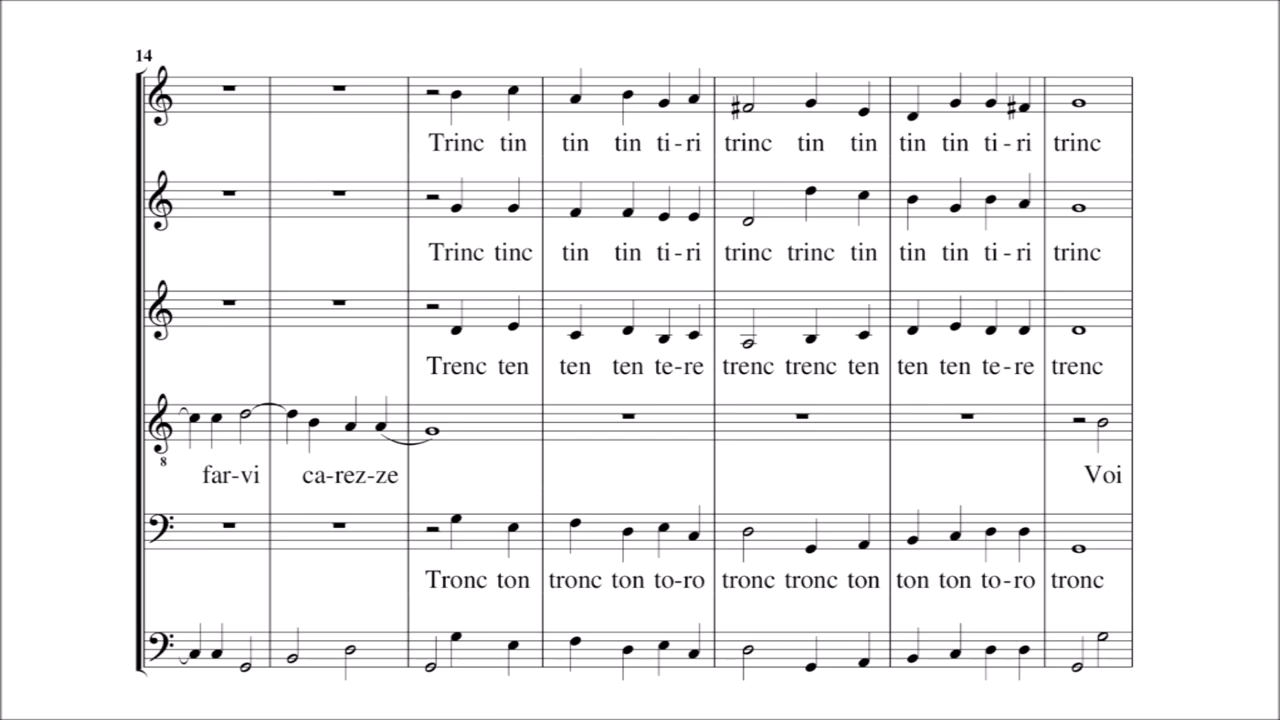 14
Trinc tin tin tin ti-ri trinc tin tin tin tin ti-ri trinc
Trinc tinc tin tin ti-ri trinc trinc tin tin tin ti-ri trinc
Trenc ten ten ten te-re trenc trenc ten ten ten te-re trenc
8
far-vi ca-rez-ze Voi
Tronc ton tronc ton to-ro tronc tronc ton ton ton to-ro tronc